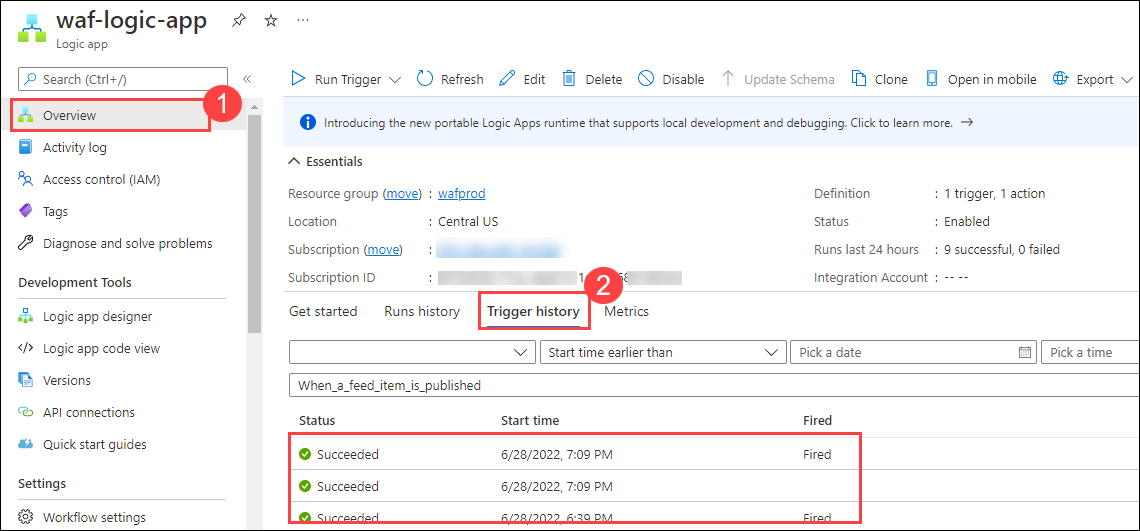 waf-logic-app
Logic app
Search (Ctrl+/)
«
Run Trigger
Refresh
Edit
Delete
Disable
Update Schema
Clone
Open in mobile
Export
Overview
1
Activity log
Access control (IAM)
Tags
Diagnose and solve problems
Development Tools
Logic app designer
Logic app code view
Versions
API connections
Quick start guides
Settings
Workflow settings
Introducing the new portable Logic Apps runtime that supports local development and debugging. Click to learn more. →
Essentials
Resource group (move) : wafprod
Location : Central US
Subscription (move) :
Subscription ID :
Definition : 1 trigger, 1 action
Status : Enabled
Runs last 24 hours : 9 successful, 0 failed
Integration Account : -- --
2
Get started Runs history Trigger history Metrics
Start time earlier than Pick a date Pick a time
When_a_feed_item_is_published
Status Start time Fired
Succeeded 6/28/2022, 7:09 PM Fired
Succeeded 6/28/2022, 7:09 PM
Succeeded 6/28/2022, 6:39 PM Fired